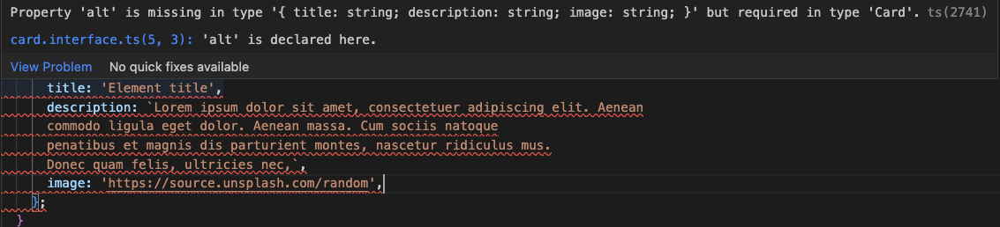 Property 'alt' is missing in type '{ title: string; description: string; image: string; }' but required in type 'Card'. ts(2741)
card.interface.ts(5, 3): 'alt' is declared here.
View Problem No quick fixes available
title: 'Element title',
description: `Lorem ipsum dolor sit amet, consectetuer adipiscing elit. Aenean
commodo ligula eget dolor. Aenean massa. Cum sociis natoque
penatibus et magnis dis parturient montes, nascetur ridiculus mus.
Donec quam felis, ultricies nec,`,
image: 'https://source.unsplash.com/random',
};
}